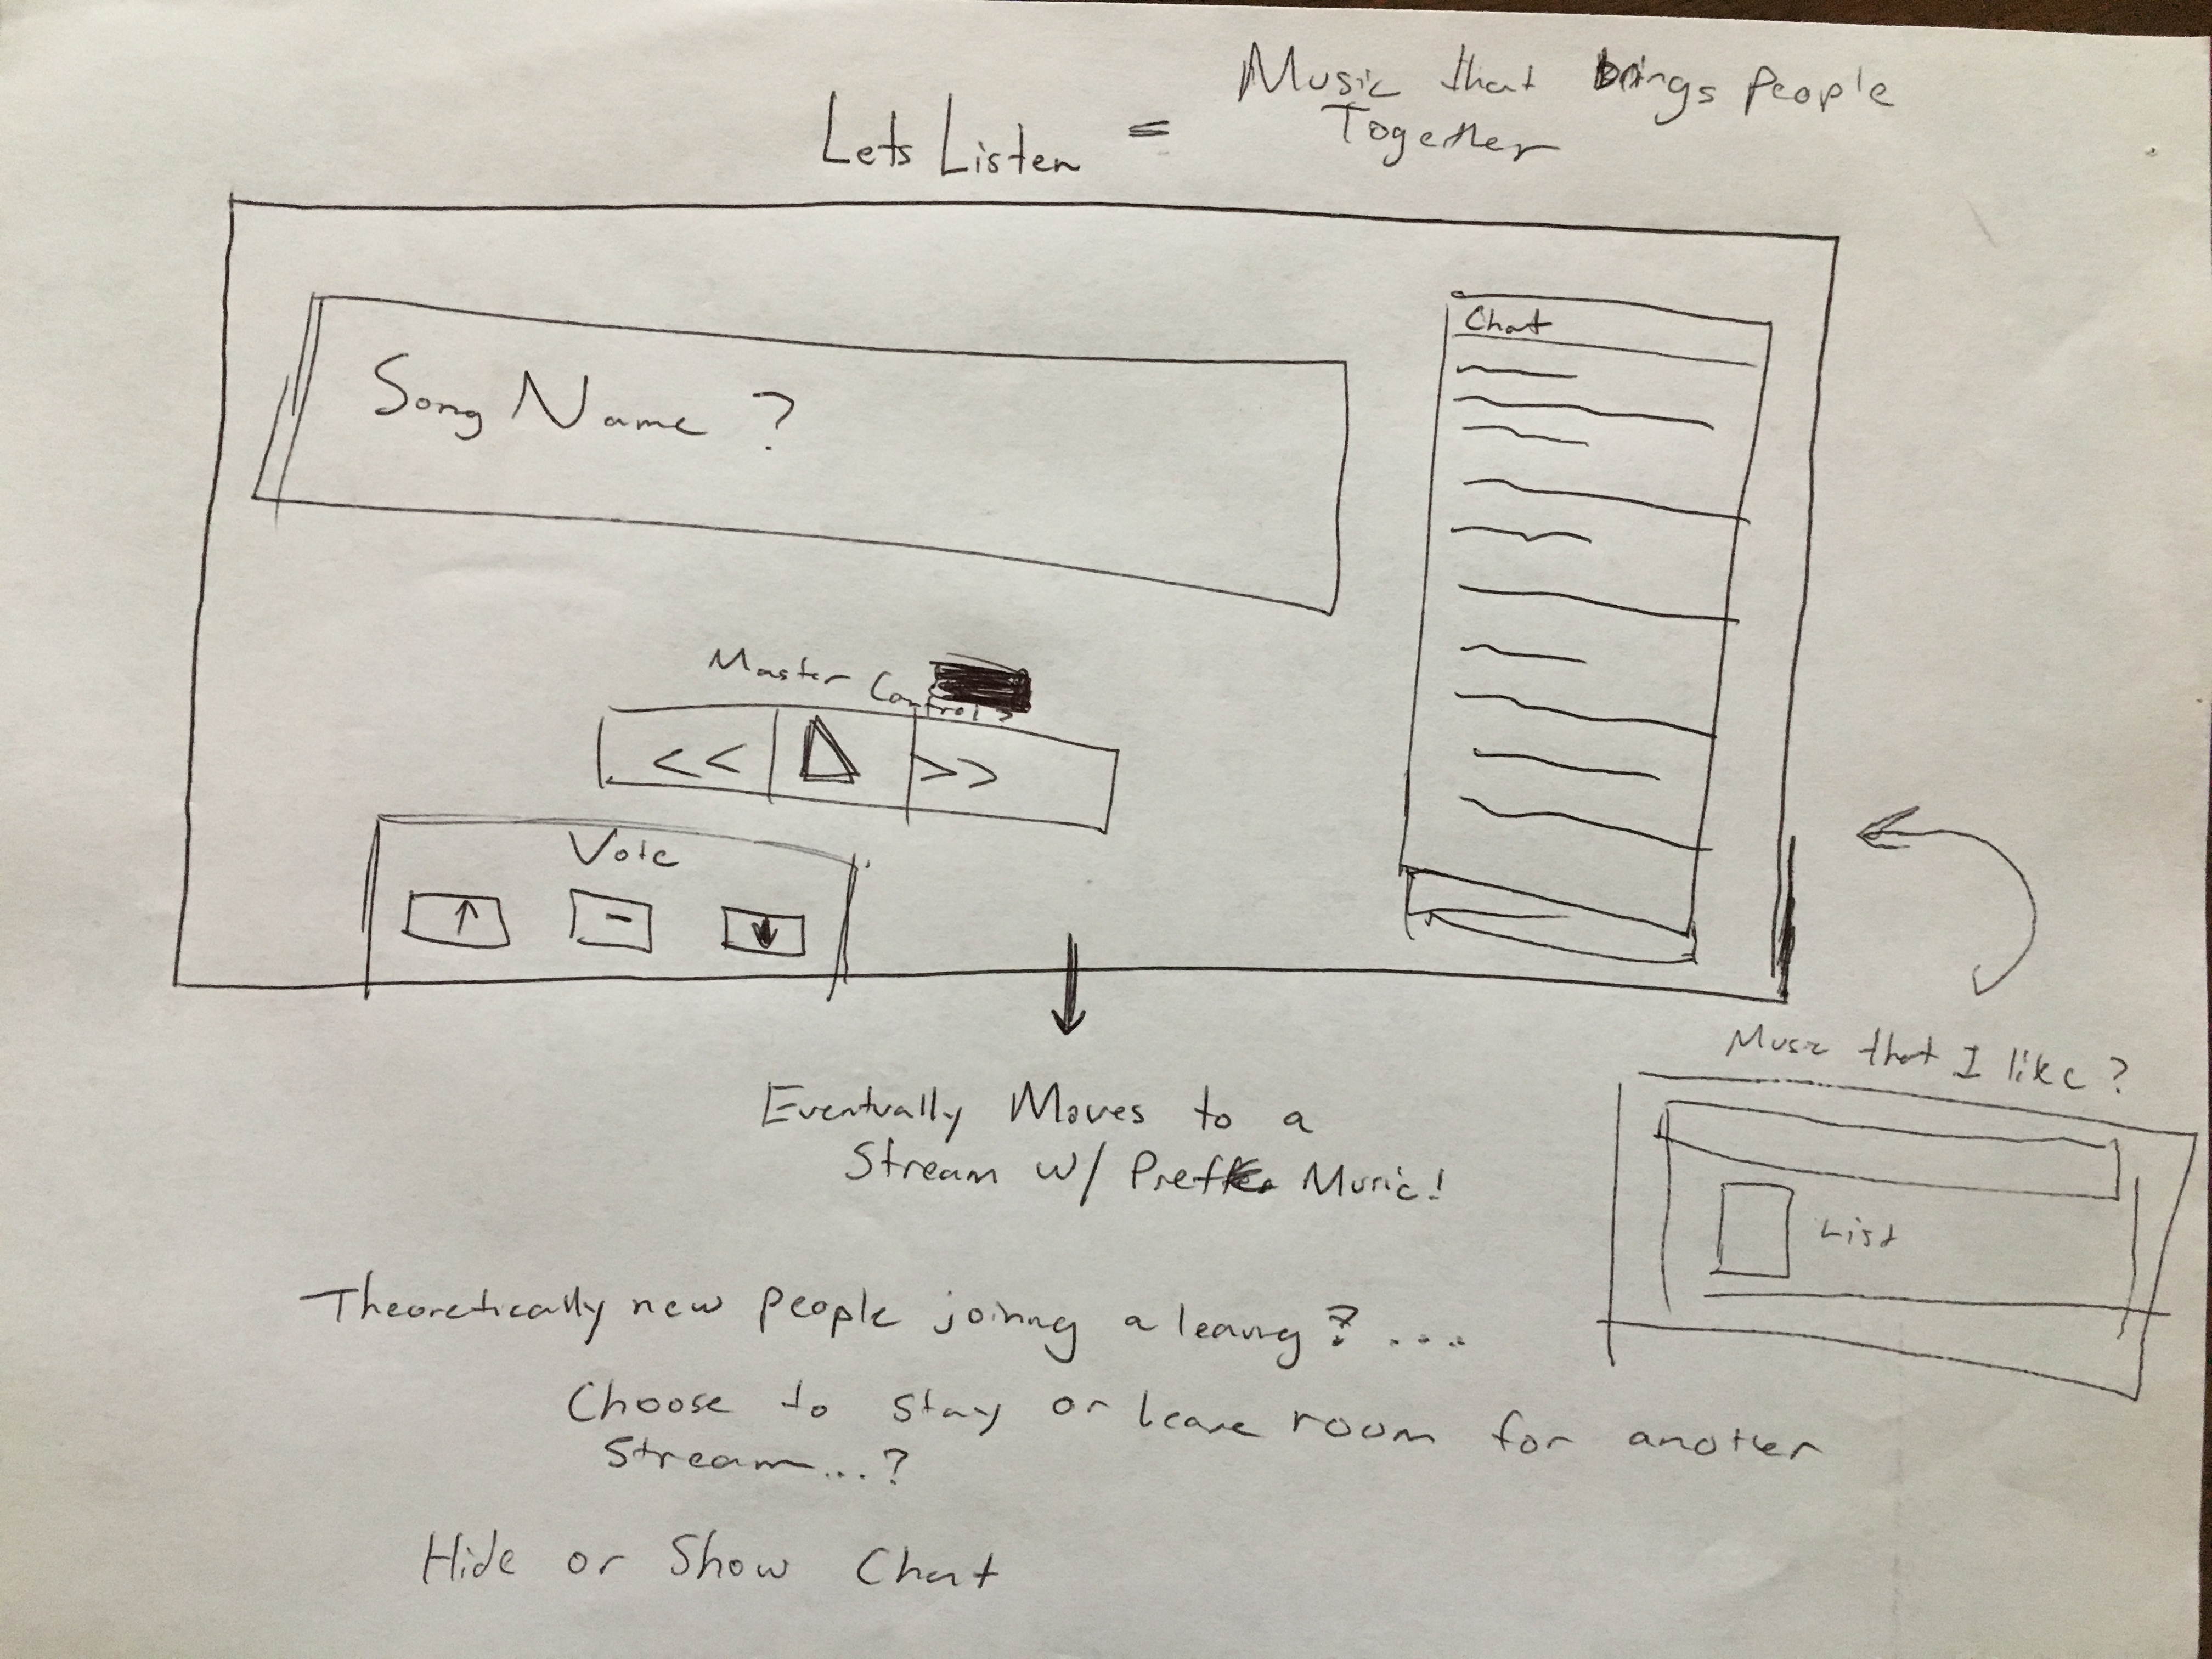 Music that brings People
Together
Lets Listen =
Song Name ?
Chat
Master Controls
<< >>
Vote
↑ - ↓
Music that I like ?
List
Eventually Moves to a
Stream w/ Music!
Theoretically new people joining a leaving ? ....
Choose to stay or leave room for another
Stream...?
Hide or Show Chat